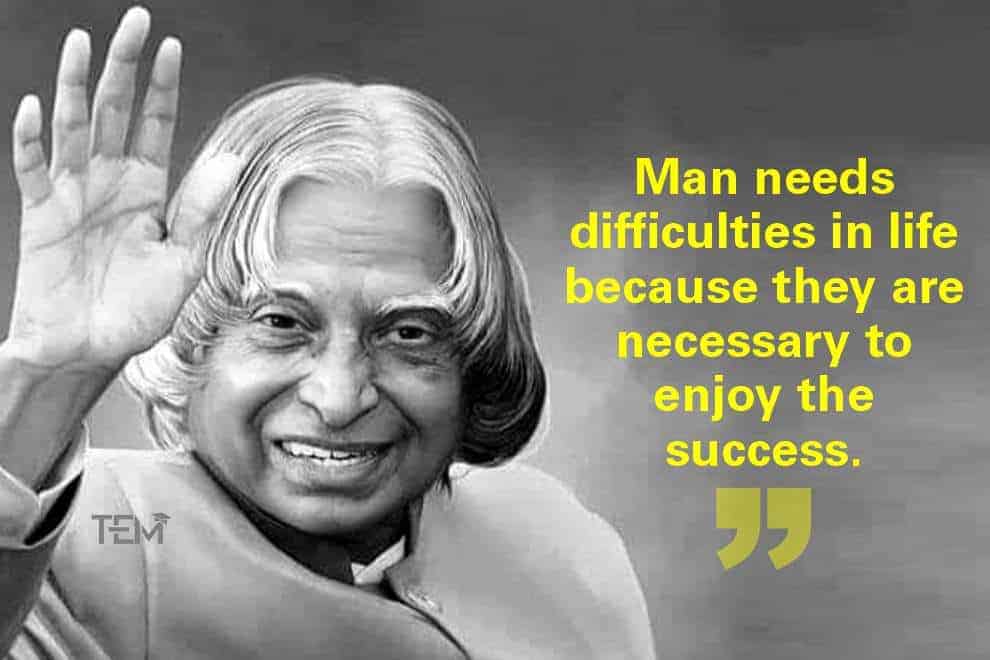 Man needs
difficulties in life
because they are
necessary to
enjoy the
success.
”
TEM